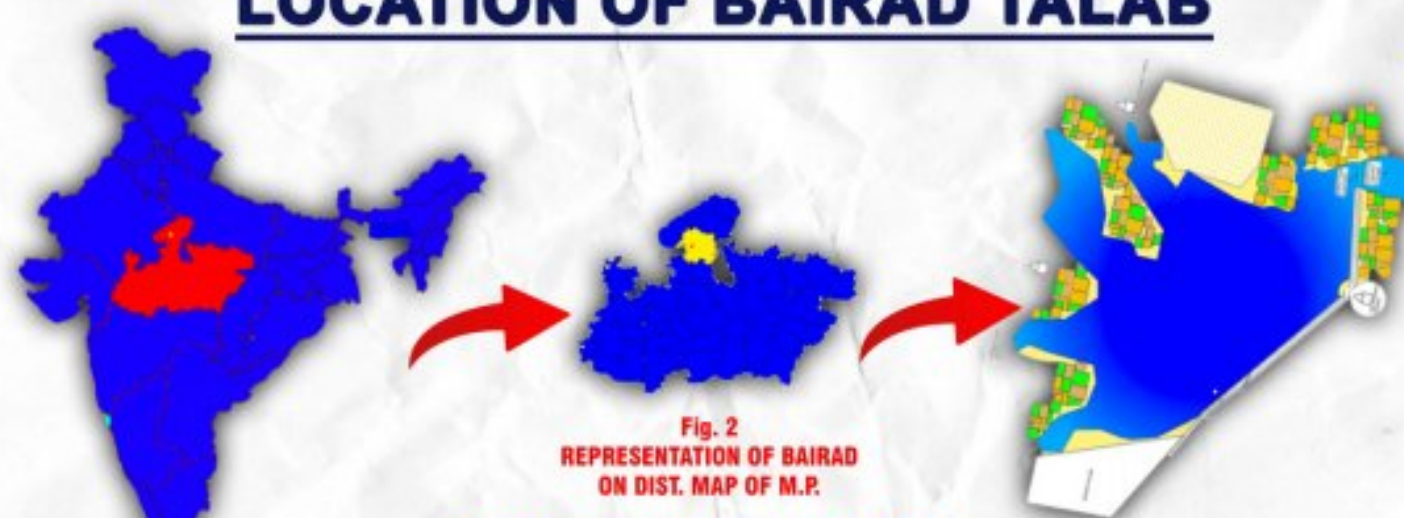 LOCATION OF BAIRAD TALAB
Fig. 2
REPRESENTATION OF BAIRAD
ON DIST. MAP OF M.P.